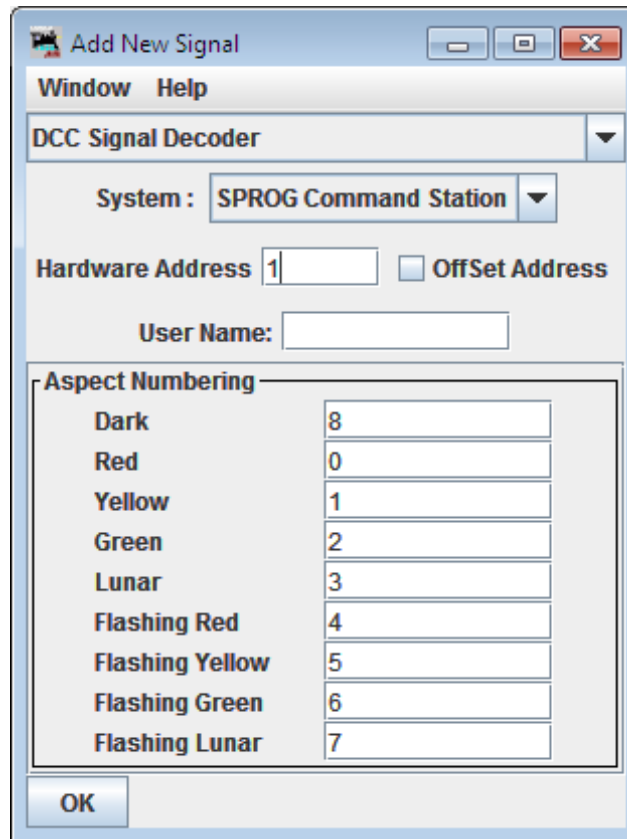 Add New Signal
Window Help
DCC Signal Decoder
System : SPROG Command Station
Hardware Address 1 OffSet Address
User Name:
Aspect Numbering
Dark 8
Red 0
Yellow 1
Green 2
Lunar 3
Flashing Red 4
Flashing Yellow 5
Flashing Green 6
Flashing Lunar 7
OK